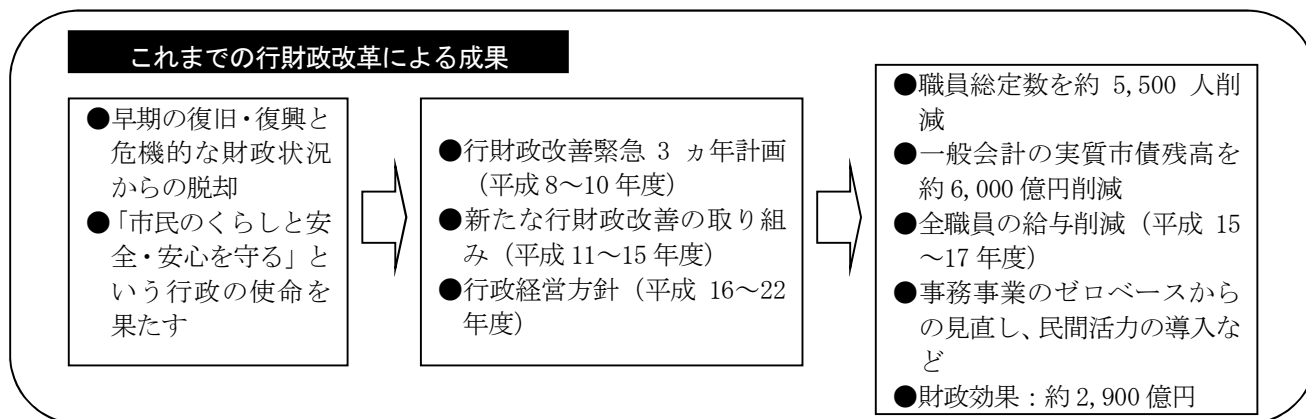 これまでの行財政改革による成果
●早期の復旧・復興と
危機的な財政状況
からの脱却
●「市民のくらしと安
全・安心を守る」と
いう行政の使命を
果たす
●行財政改善緊急 3 ヵ年計画
（平成 8～10 年度）
●新たな行財政改善の取り組
み（平成 11～15 年度）
●行政経営方針（平成 16～22
年度）
●職員総定数を約 5,500 人削
減
●一般会計の実質市債残高を
約 6,000 億円削減
●全職員の給与削減（平成 15
～17 年度）
●事務事業のゼロベースから
の見直し、民間活力の導入な
ど
●財政効果：約 2,900 億円